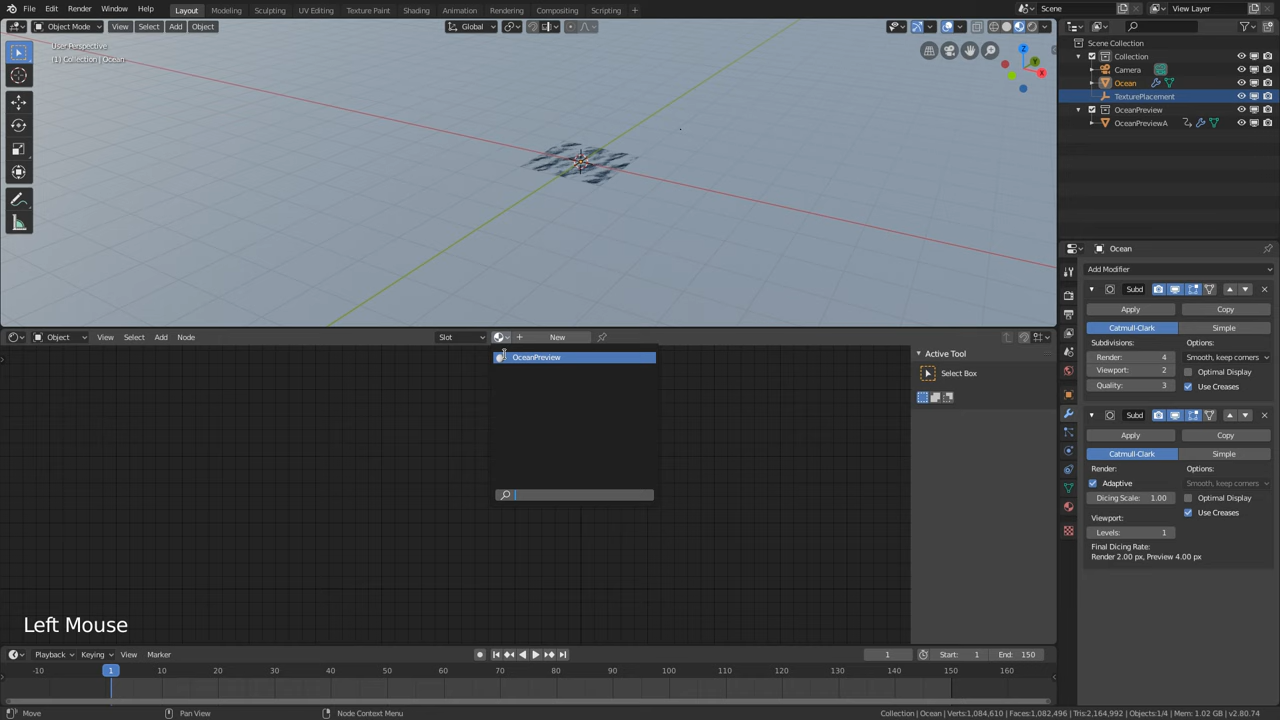 File Edit Render Window Help Layout Modeling Sculpting UV Editing Texture Paint Shading Animation Rendering Compositing Scripting + Scene View Layer
Object Mode View Select Add Object Global
User Perspective
(1) Collection | Ocean
Z
Y
X
Scene Collection
Collection
Camera
Ocean
TexturePlacement
OceanPreview
OceanPreviewA
Ocean
Add Modifier
Subd
Apply Copy
Catmull-Clark Simple
Subdivisions: Options:
Render: 4 Smooth, keep corners
Viewport: 2 Optimal Display
Quality: 3 Use Creases
Subd
Apply Copy
Catmull-Clark Simple
Render: Options:
Adaptive Smooth, keep corners
Dicing Scale: 1.00 Optimal Display
Use Creases
Viewport:
Levels: 1
Final Dicing Rate:
Render 2.00 px, Preview 4.00 px
Object View Select Add Node Slot + New
OceanPreview
Active Tool
Select Box
Left Mouse
Playback Keying View Marker 1 Start: 1 End: 150
-10 1 10 20 30 40 50 60 70 80 90 100 110 120 130 140 150 160
Move Pan View Node Context Menu Collection | Ocean | Verts:1,084,610 | Faces:1,082,496 | Tris:2,164,992 | Objects:1/4 | Mem: 1.02 GB | v2.80.74